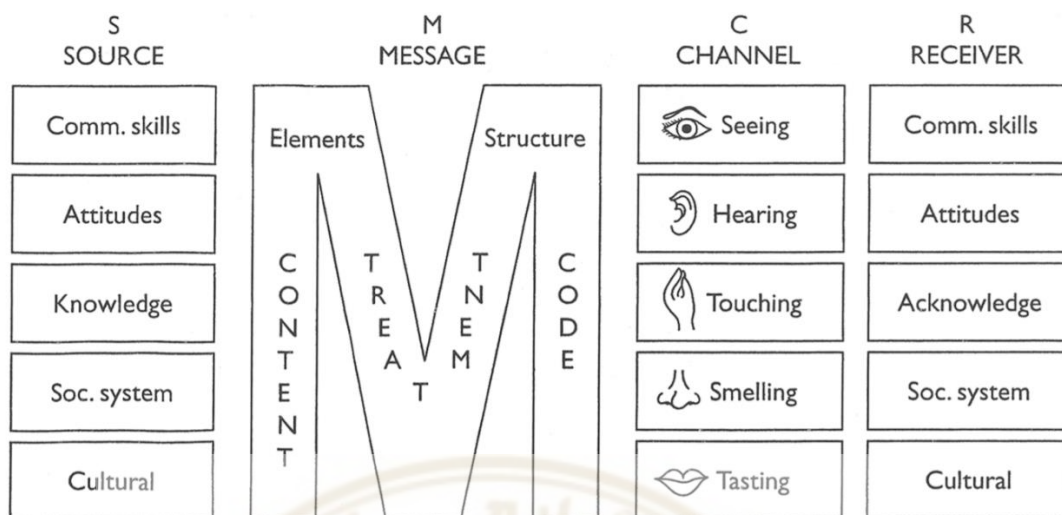 S
SOURCE
Comm. skills
Attitudes
Knowledge
Soc. system
Cultural
M
MESSAGE
Elements
Structure
CONTENT
TREATMENT
CODE
C
CHANNEL
Seeing
Hearing
Touching
Smelling
Tasting
R
RECEIVER
Comm. skills
Attitudes
Acknowledge
Soc. system
Cultural